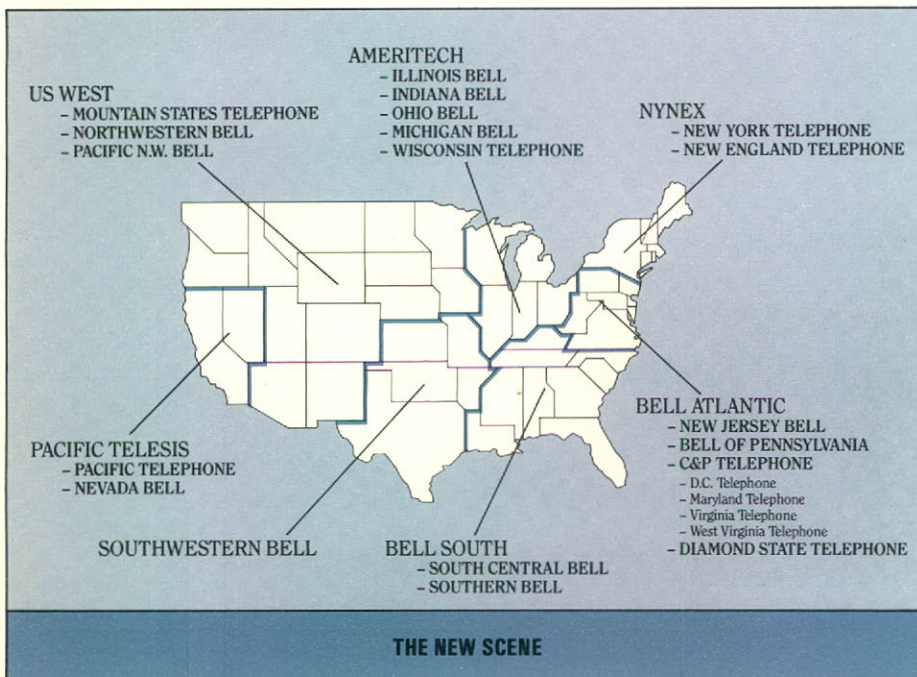 AMERITECH
– ILLINOIS BELL
– INDIANA BELL
– OHIO BELL
– MICHIGAN BELL
– WISCONSIN TELEPHONE
US WEST
– MOUNTAIN STATES TELEPHONE
– NORTHWESTERN BELL
– PACIFIC N.W. BELL
NYNEX
– NEW YORK TELEPHONE
– NEW ENGLAND TELEPHONE
PACIFIC TELESIS
– PACIFIC TELEPHONE
– NEVADA BELL
SOUTHWESTERN BELL
BELL SOUTH
– SOUTH CENTRAL BELL
– SOUTHERN BELL
BELL ATLANTIC
– NEW JERSEY BELL
– BELL OF PENNSYLVANIA
– C&P TELEPHONE
– D.C. Telephone
– Maryland Telephone
– Virginia Telephone
– West Virginia Telephone
– DIAMOND STATE TELEPHONE
THE NEW SCENE